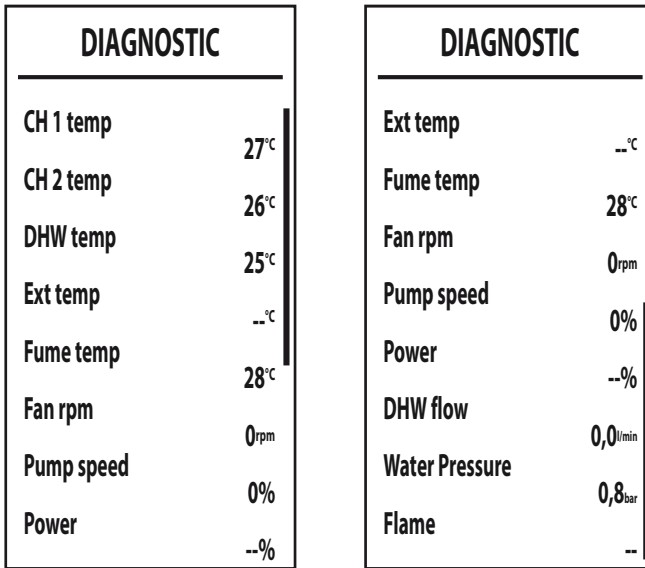 DIAGNOSTIC
CH 1 temp
27°C
CH 2 temp
26°C
DHW temp
25°C
Ext temp
--°C
Fume temp
28°C
Fan rpm
0rpm
Pump speed
0%
Power
--%
DIAGNOSTIC
Ext temp
--°C
Fume temp
28°C
Fan rpm
0rpm
Pump speed
0%
Power
--%
DHW flow
0,0l/min
Water Pressure
0,8bar
Flame
--